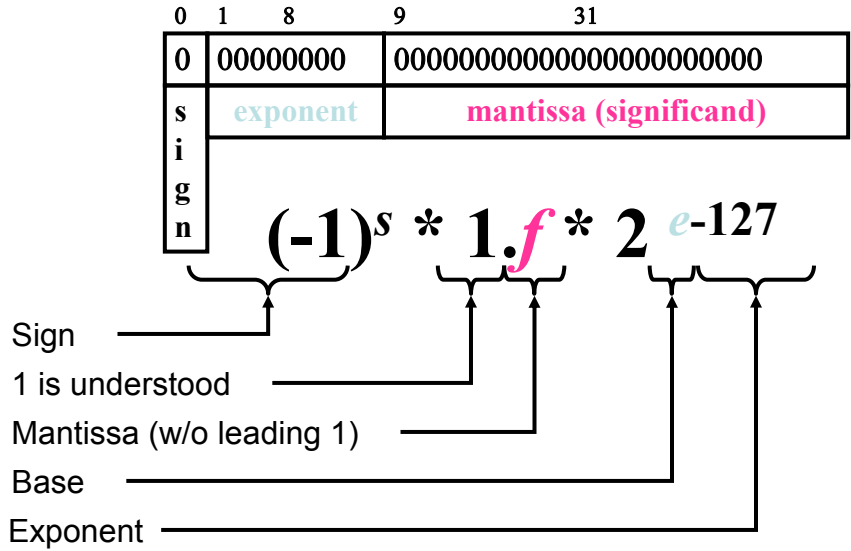 0 1 8 9 31
0 00000000 00000000000000000000000
sign exponent mantissa (significand)
(-1)s * 1.f * 2 e-127
Sign
1 is understood
Mantissa (w/o leading 1)
Base
Exponent